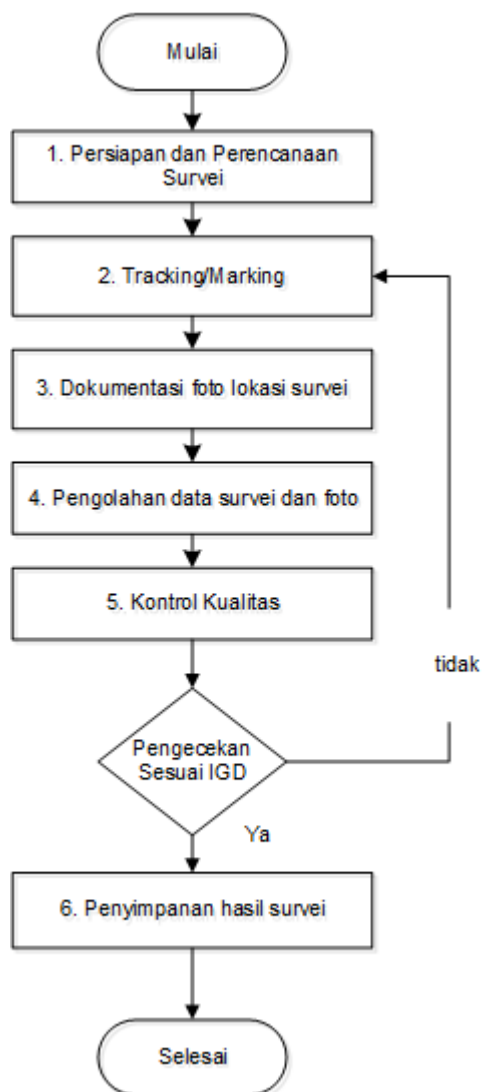 Mulai
1. Persiapan dan Perencanaan
Survei
2. Tracking/Marking
3. Dokumentasi foto lokasi survei
4. Pengolahan data survei dan foto
5. Kontrol Kualitas
tidak
Pengecekan
Sesuai IGD
Ya
6. Penyimpanan hasil survei
Selesai